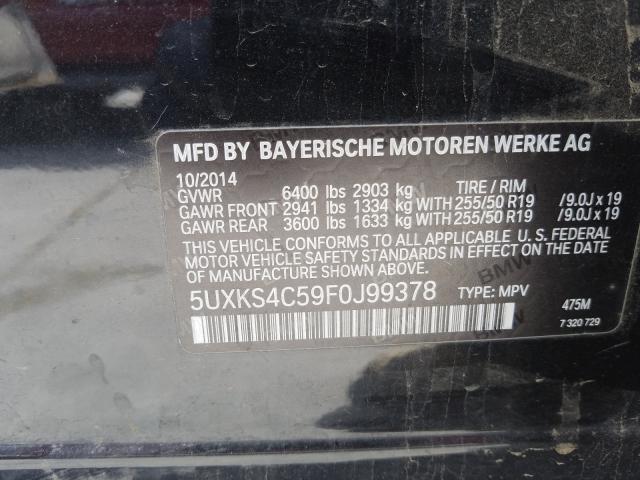 MFD BY BAYERISCHE MOTOREN WERKE AG
10/2014
GVWR 6400 lbs 2903 kg TIRE / RIM
GAWR FRONT 2941 lbs 1334 kg WITH 255/50 R19 /9.0J x 19
GAWR REAR 3600 lbs 1633 kg WITH 255/50 R19 /9.0J x 19
THIS VEHICLE CONFORMS TO ALL APPLICABLE U. S. FEDERAL
MOTOR VEHICLE SAFETY STANDARDS IN EFFECT ON THE DATE
OF MANUFACTURE SHOWN ABOVE.
5UXKS4C59F0J99378 TYPE: MPV 475M
7 320 729